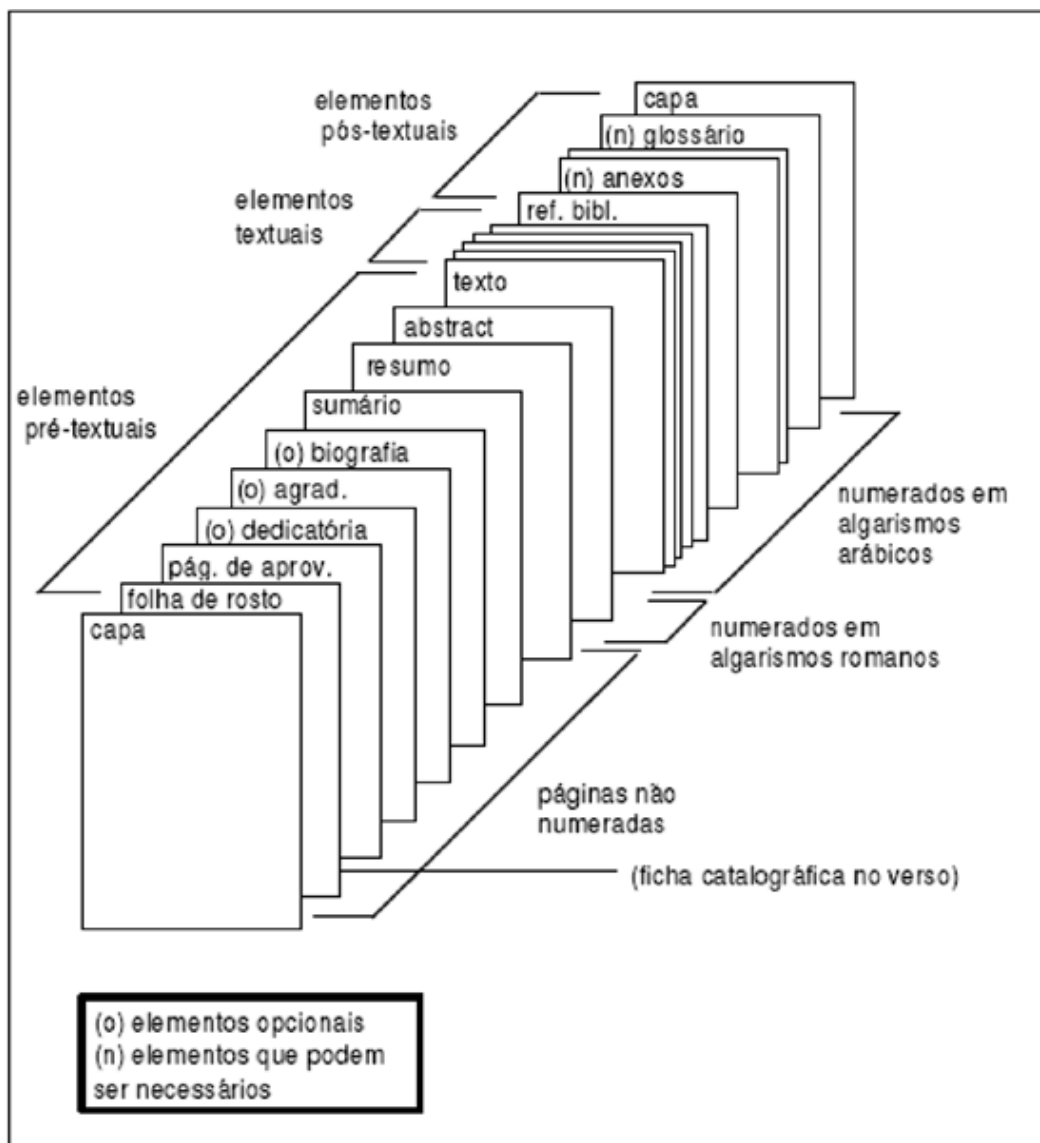 elementos
pós-textuais
elementos
textuais
elementos
pré-textuais
capa
(n) glossário
(n) anexos
ref. bibl.
texto
abstract
resumo
sumário
(o) biografia
(o) agrad.
(o) dedicatória
pág. de aprov.
folha de rosto
capa
numerados em
algarismos
arábicos
numerados em
algarismos romanos
páginas não
numeradas
(ficha catalográfica no verso)
(o) elementos opcionais
(n) elementos que podem
ser necessários